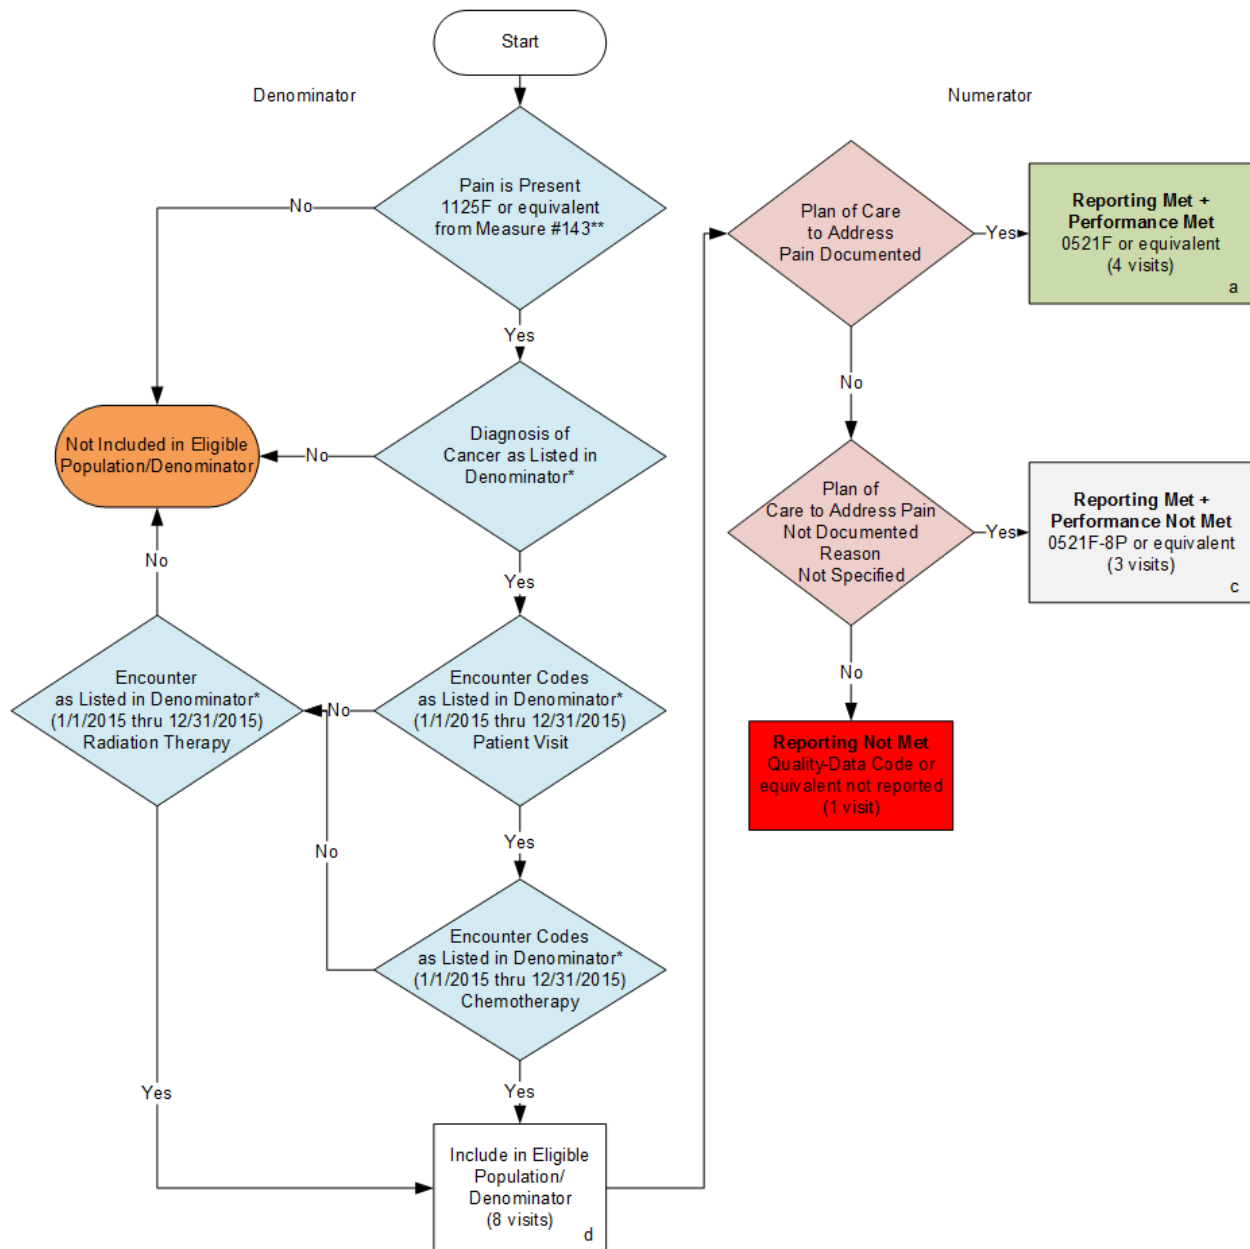 Start
Denominator
Numerator
Pain is Present
1125F or equivalent
from Measure #143**
No
Yes
Diagnosis of
Cancer as Listed in
Denominator*
No
Not Included in Eligible
Population/Denominator
Yes
No
Encounter Codes
as Listed in Denominator*
(1/1/2015 thru 12/31/2015)
Patient Visit
No
Encounter
as Listed in Denominator*
(1/1/2015 thru 12/31/2015)
Radiation Therapy
Yes
No
Encounter Codes
as Listed in Denominator*
(1/1/2015 thru 12/31/2015)
Chemotherapy
Yes
Yes
Include in Eligible
Population/
Denominator
(8 visits)
d
Plan of Care
to Address
Pain Documented
Yes
Reporting Met +
Performance Met
0521F or equivalent
(4 visits)
a
No
Plan of
Care to Address Pain
Not Documented
Reason
Not Specified
Yes
Reporting Met +
Performance Not Met
0521F-8P or equivalent
(3 visits)
c
No
Reporting Not Met
Quality-Data Code or
equivalent not reported
(1 visit)